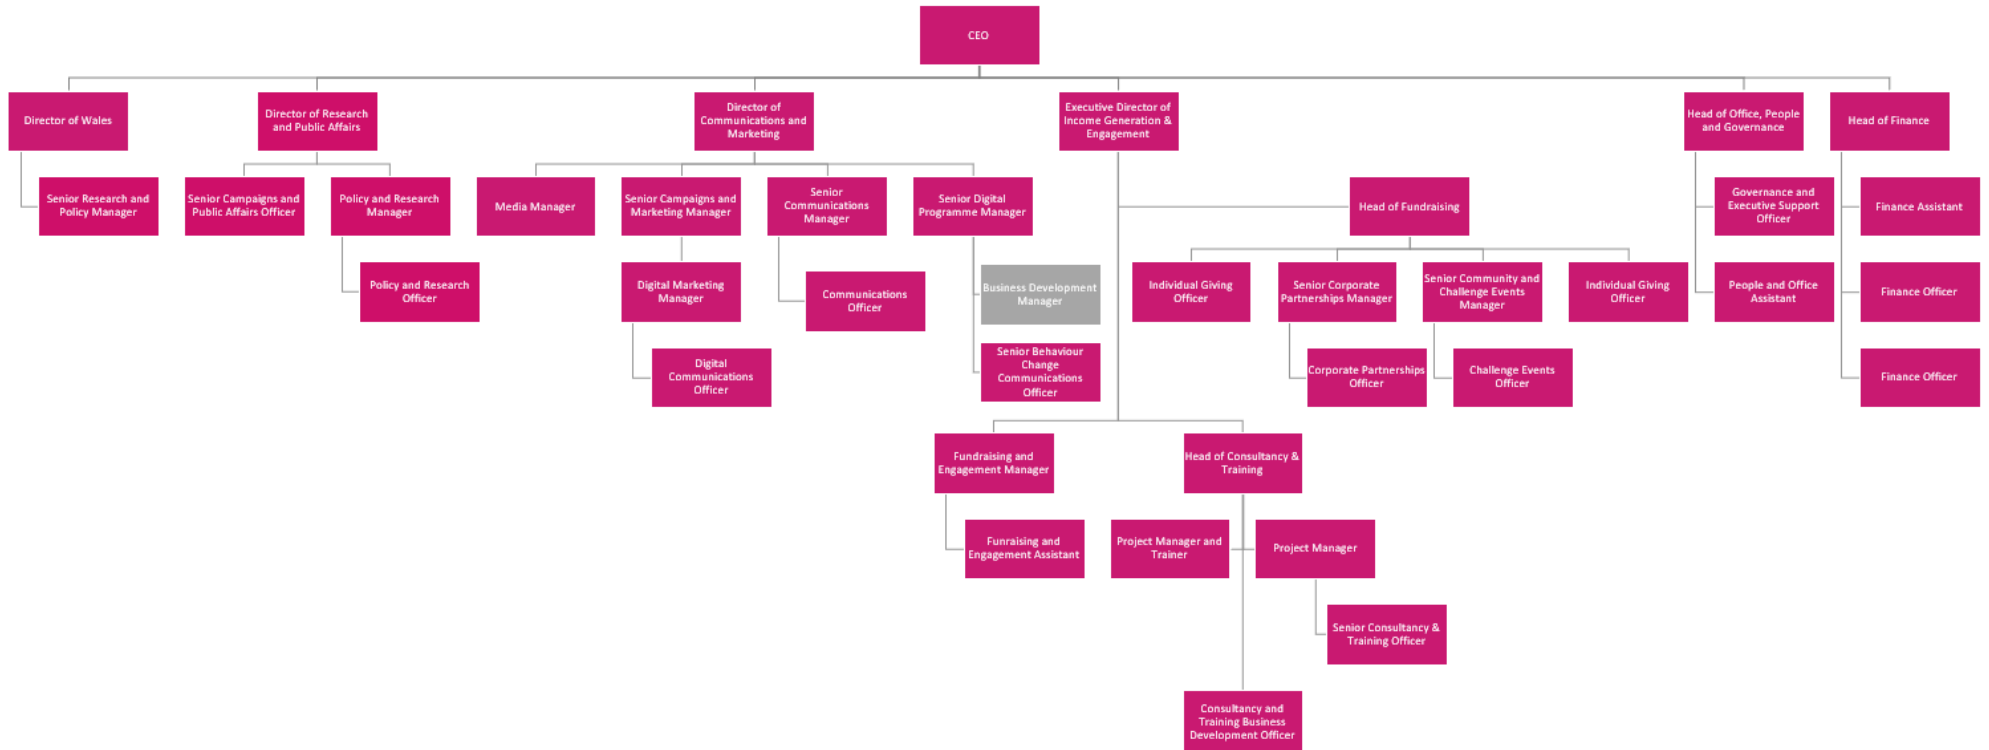 CEO
Director of Wales
Director of Research
and Public Affairs
Director of
Communications and
Marketing
Executive Director of
Income Generation &
Engagement
Head of Office, People
and Governance
Head of Finance
Senior Research and
Policy Manager
Senior Campaigns and
Public Affairs Officer
Policy and Research
Manager
Media Manager
Senior Campaigns and
Marketing Manager
Senior
Communications
Manager
Senior Digital
Programme Manager
Head of Fundraising
Governance and
Executive Support
Officer
Finance Assistant
Policy and Research
Officer
Digital Marketing
Manager
Communications
Officer
Business Development
Manager
Individual Giving
Officer
Senior Corporate
Partnerships Manager
Senior Community and
Challenge Events
Manager
Individual Giving
Officer
People and Office
Assistant
Finance Officer
Digital
Communications
Officer
Senior Behaviour
Change
Communications
Officer
Corporate Partnerships
Officer
Challenge Events
Officer
Finance Officer
Fundraising and
Engagement Manager
Head of Consultancy &
Training
Funraising and
Engagement Assistant
Project Manager and
Trainer
Project Manager
Senior Consultancy &
Training Officer
Consultancy and
Training Business
Development Officer